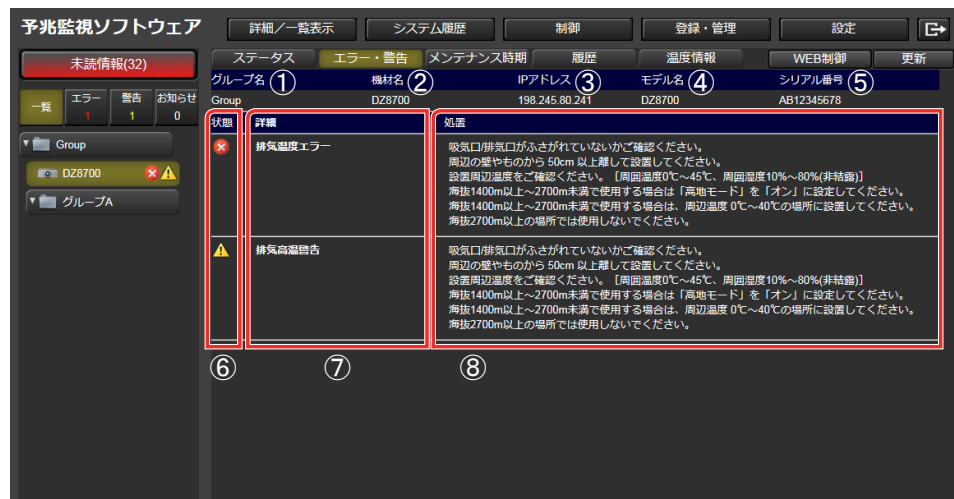 予兆監視ソフトウェア
詳細／一覧表示 システム履歴 制御 登録・管理 設定
未読情報(32)
ステータス エラー・警告 メンテナンス時期 履歴 温度情報 WEB制御 更新
グループ名 ① 機材名 ② IPアドレス ③ モデル名 ④ シリアル番号 ⑤
一覧 エラー 警告 お知らせ
1 1 0
Group DZ8700 198.245.80.241 DZ8700 AB12345678
状態 詳細 処置
Group
DZ8700
グループA
排気温度エラー
吸気口/排気口がふさがれていないかご確認ください。
周辺の壁やものから 50cm 以上離して設置してください。
設置周辺温度をご確認ください。［周囲温度0℃～45℃、周囲湿度10%～80%(非結露)］
海抜1400m以上～2700m未満で使用する場合は「高地モード」を「オン」に設定してください。
海抜1400m以上～2700m未満で使用する場合は、周辺温度 0℃～40℃の場所に設置してください。
海抜2700m以上の場所では使用しないでください。
排気高温警告
吸気口/排気口がふさがれていないかご確認ください。
周辺の壁やものから 50cm 以上離して設置してください。
設置周辺温度をご確認ください。［周囲温度0℃～45℃、周囲湿度10%～80%(非結露)］
海抜1400m以上～2700m未満で使用する場合は「高地モード」を「オン」に設定してください。
海抜1400m以上～2700m未満で使用する場合は、周辺温度 0℃～40℃の場所に設置してください。
海抜2700m以上の場所では使用しないでください。
⑥ ⑦ ⑧